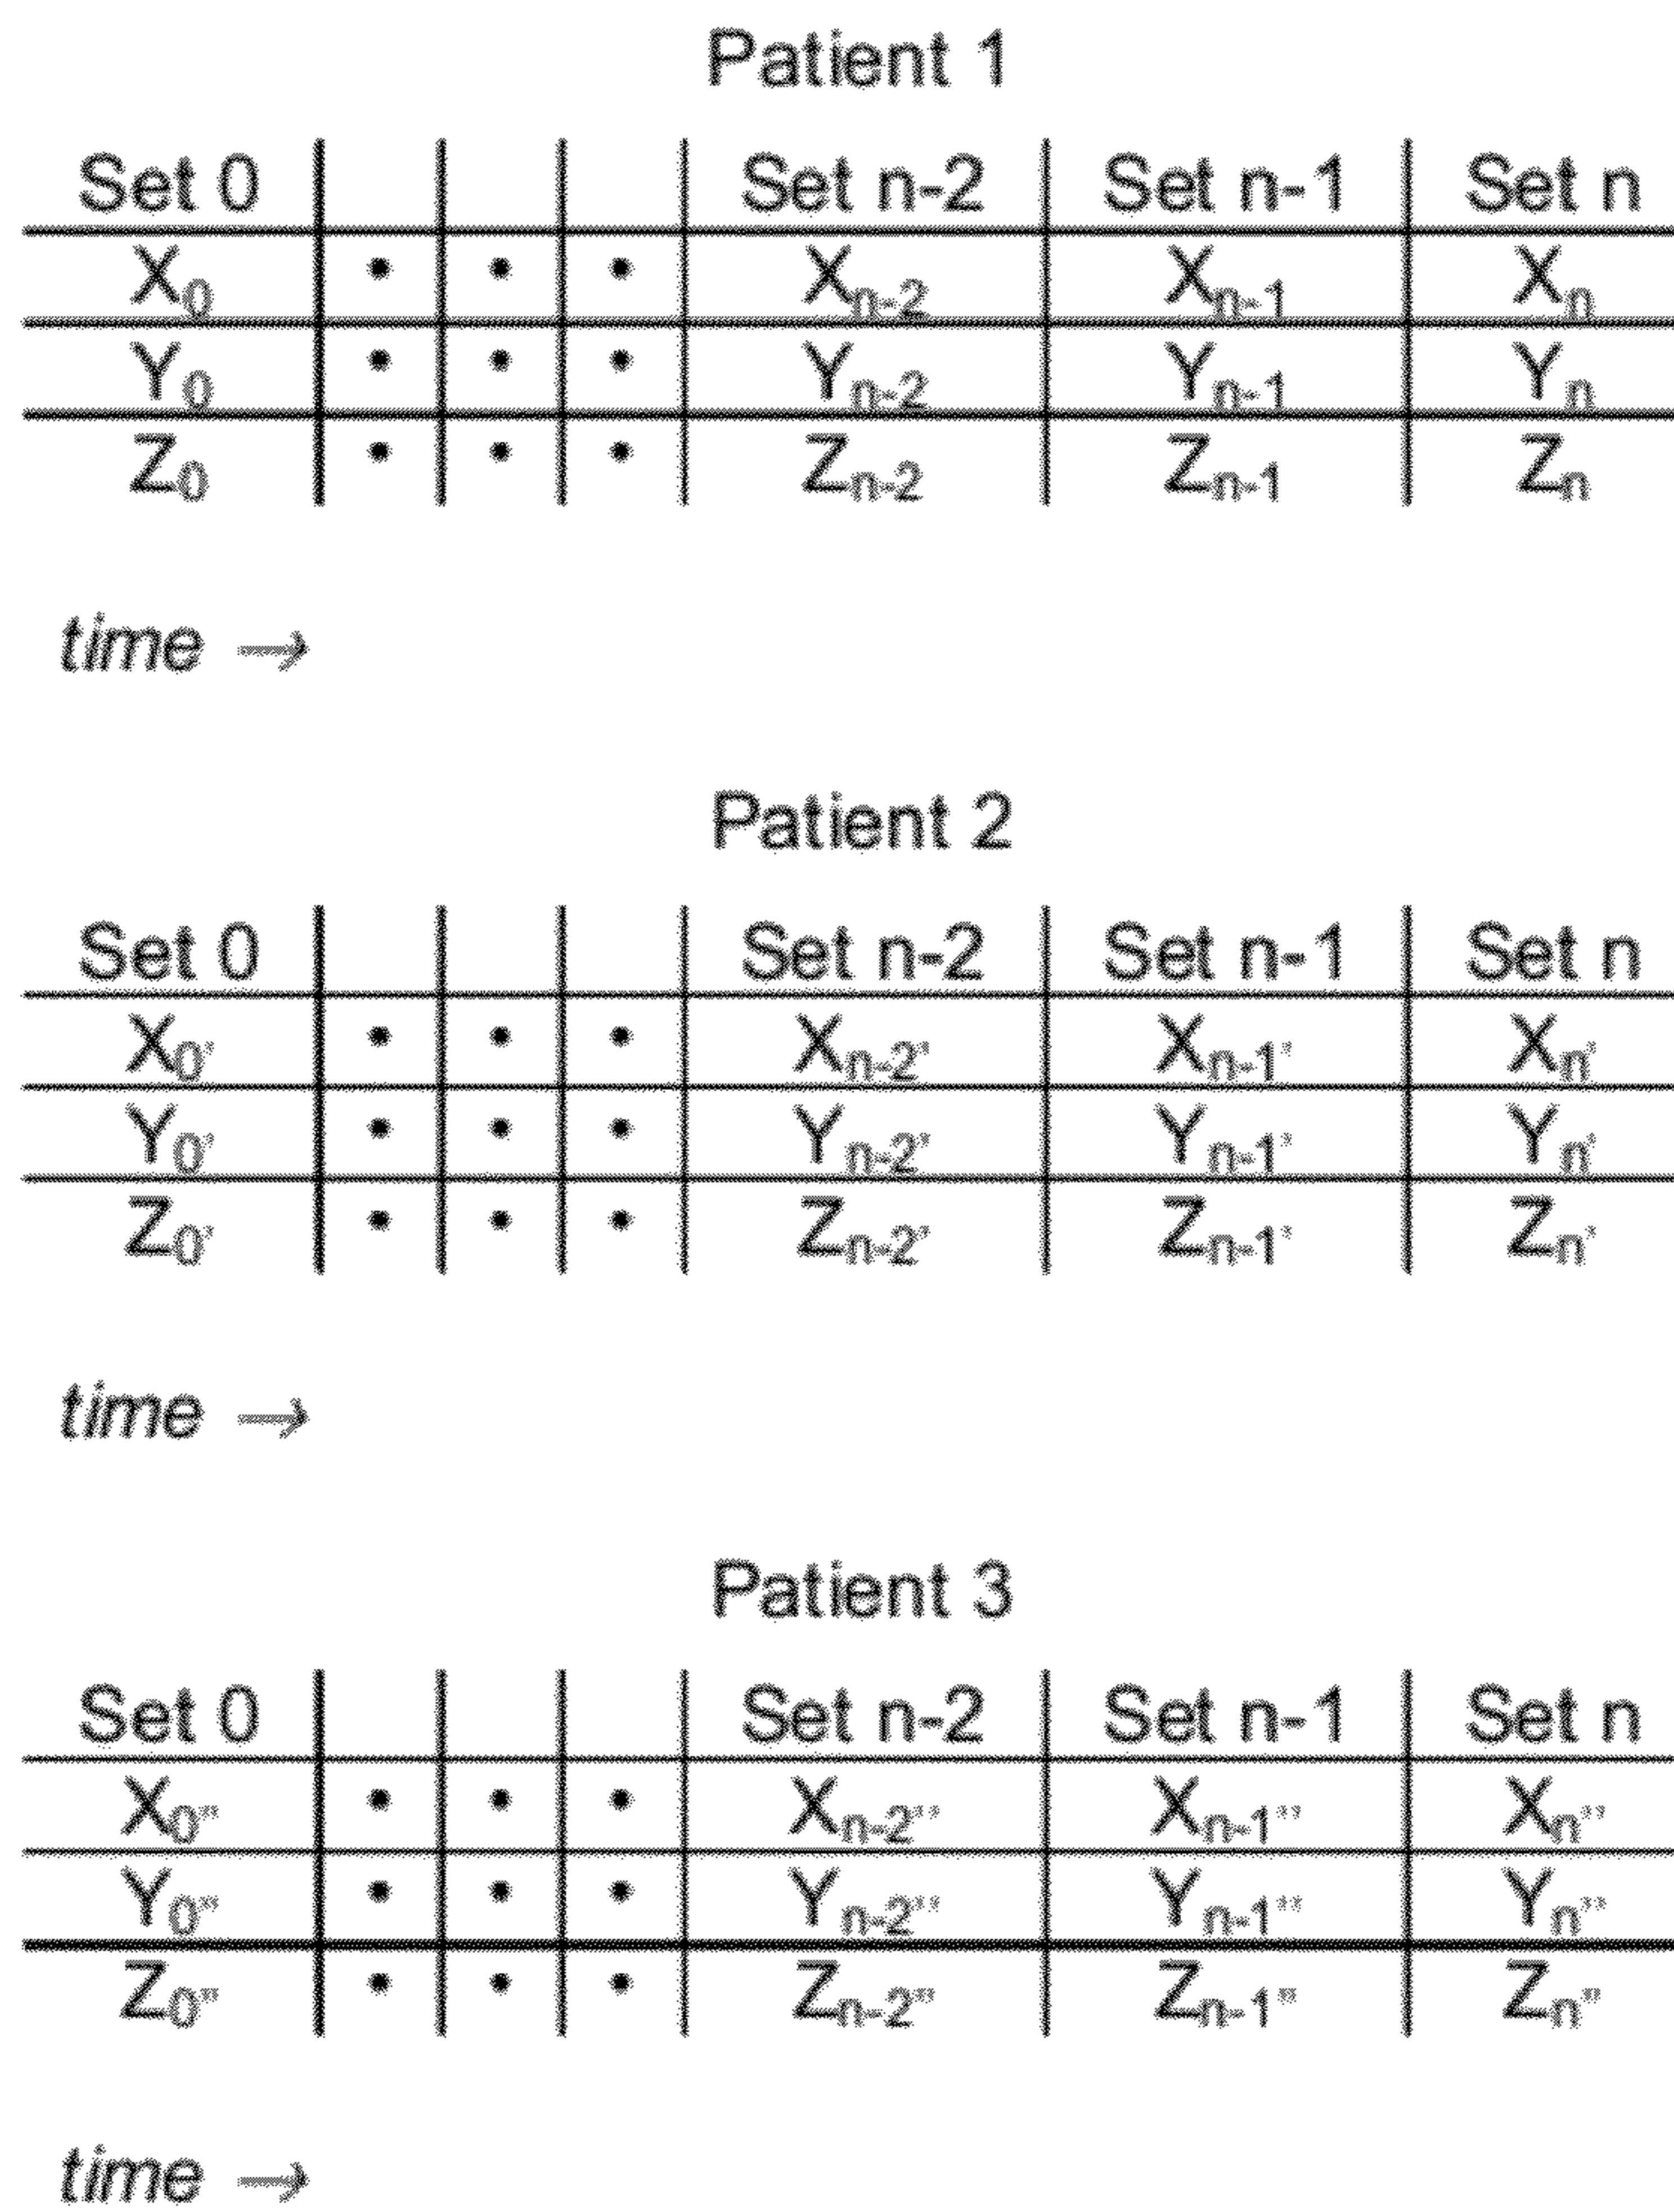 Patient 1
Set 0 Set n-2 Set n-1 Set n
X₀ • • • Xₙ₋₂ Xₙ₋₁ Xₙ
Y₀ • • • Yₙ₋₂ Yₙ₋₁ Yₙ
Z₀ • • • Zₙ₋₂ Zₙ₋₁ Zₙ
time →
Patient 2
Set 0 Set n-2 Set n-1 Set n
X₀' • • • Xₙ₋₂' Xₙ₋₁' Xₙ'
Y₀' • • • Yₙ₋₂' Yₙ₋₁' Yₙ'
Z₀' • • • Zₙ₋₂' Zₙ₋₁' Zₙ'
time →
Patient 3
Set 0 Set n-2 Set n-1 Set n
X₀" • • • Xₙ₋₂" Xₙ₋₁" Xₙ"
Y₀" • • • Yₙ₋₂" Yₙ₋₁" Yₙ"
Z₀" • • • Zₙ₋₂" Zₙ₋₁" Zₙ"
time →